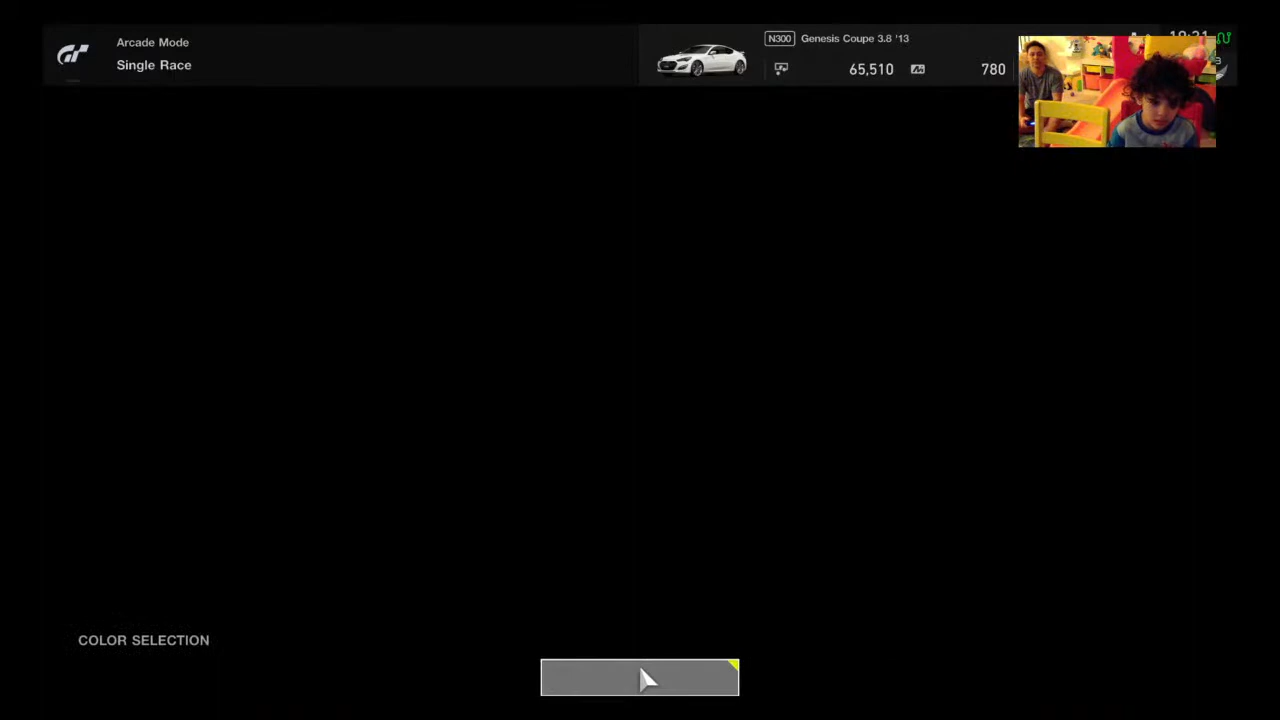 Arcade Mode
Single Race
N300 Genesis Coupe 3.8 '13
65,510
780
COLOR SELECTION